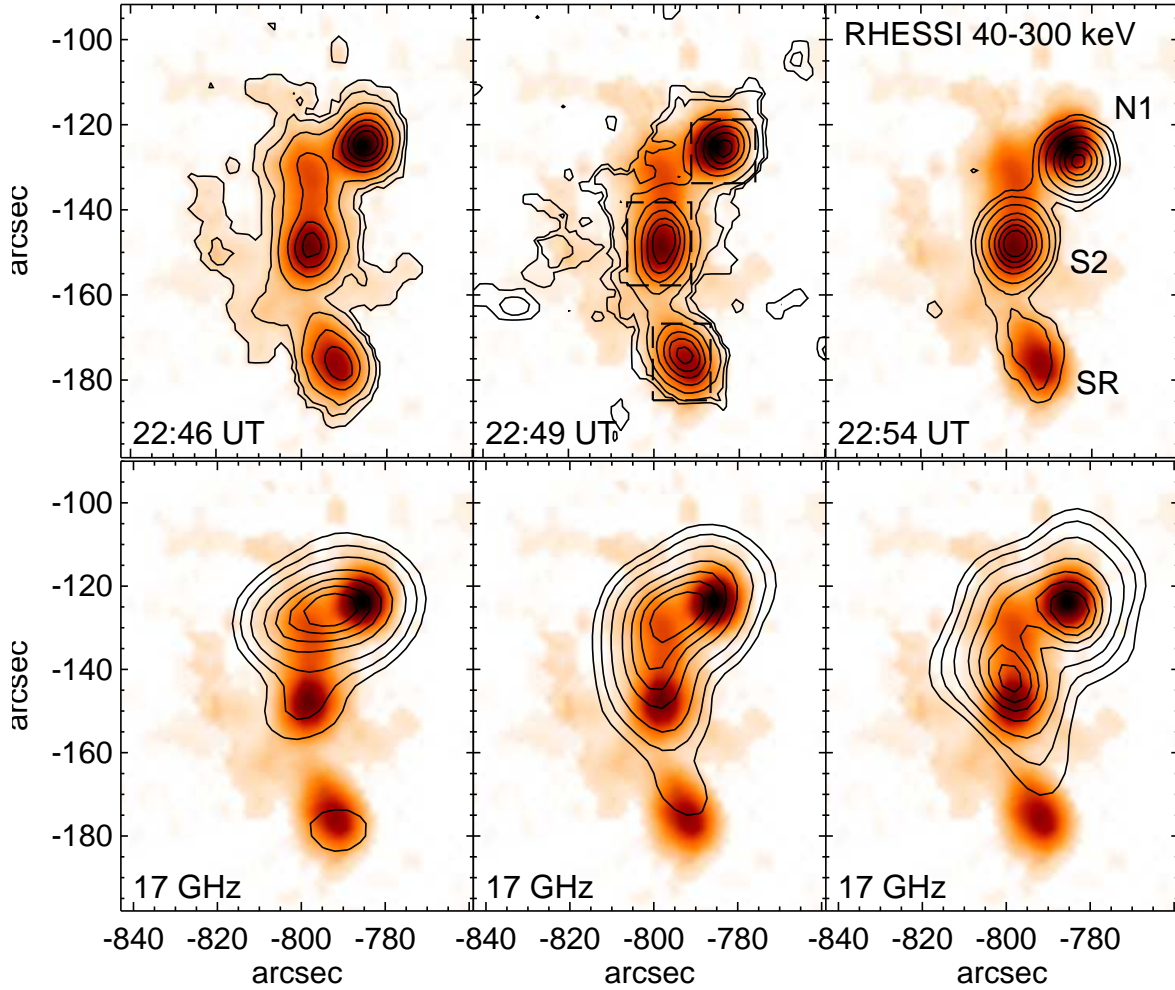 RHESSI 40-300 keV
N1
S2
SR
22:46 UT
22:49 UT
22:54 UT
-100
-120
-140
-160
-180
arcsec
17 GHz
17 GHz
17 GHz
-100
-120
-140
-160
-180
arcsec
-840 -820 -800 -780
-840 -820 -800 -780
-840 -820 -800 -780
arcsec
arcsec
arcsec